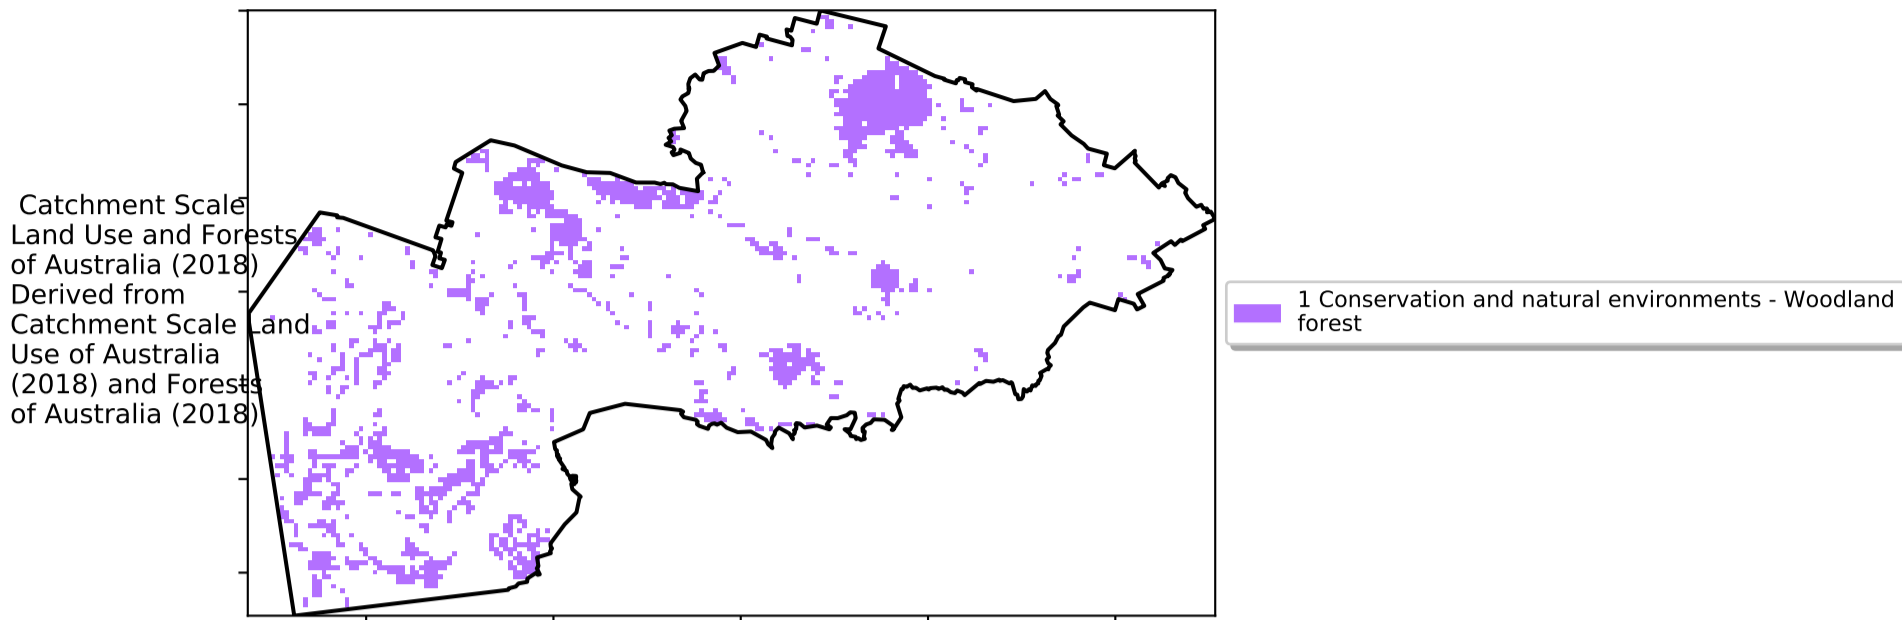 Catchment Scale
Land Use and Forests
of Australia (2018)
Derived from
Catchment Scale Land
Use of Australia
(2018) and Forests
of Australia (2018)
1 Conservation and natural environments - Woodland
forest